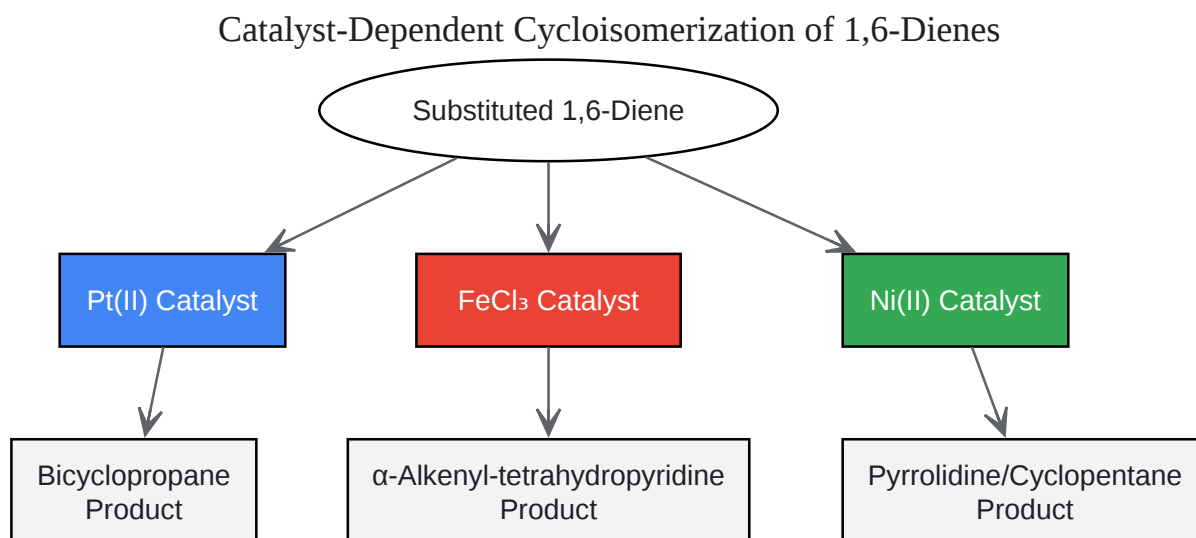 Catalyst-Dependent Cycloisomerization of 1,6-Dienes
Substituted 1,6-Diene
Pt(II) Catalyst
FeCl₃ Catalyst
Ni(II) Catalyst
Bicyclopropane
Product
α-Alkenyl-tetrahydropyridine
Product
Pyrrolidine/Cyclopentane
Product